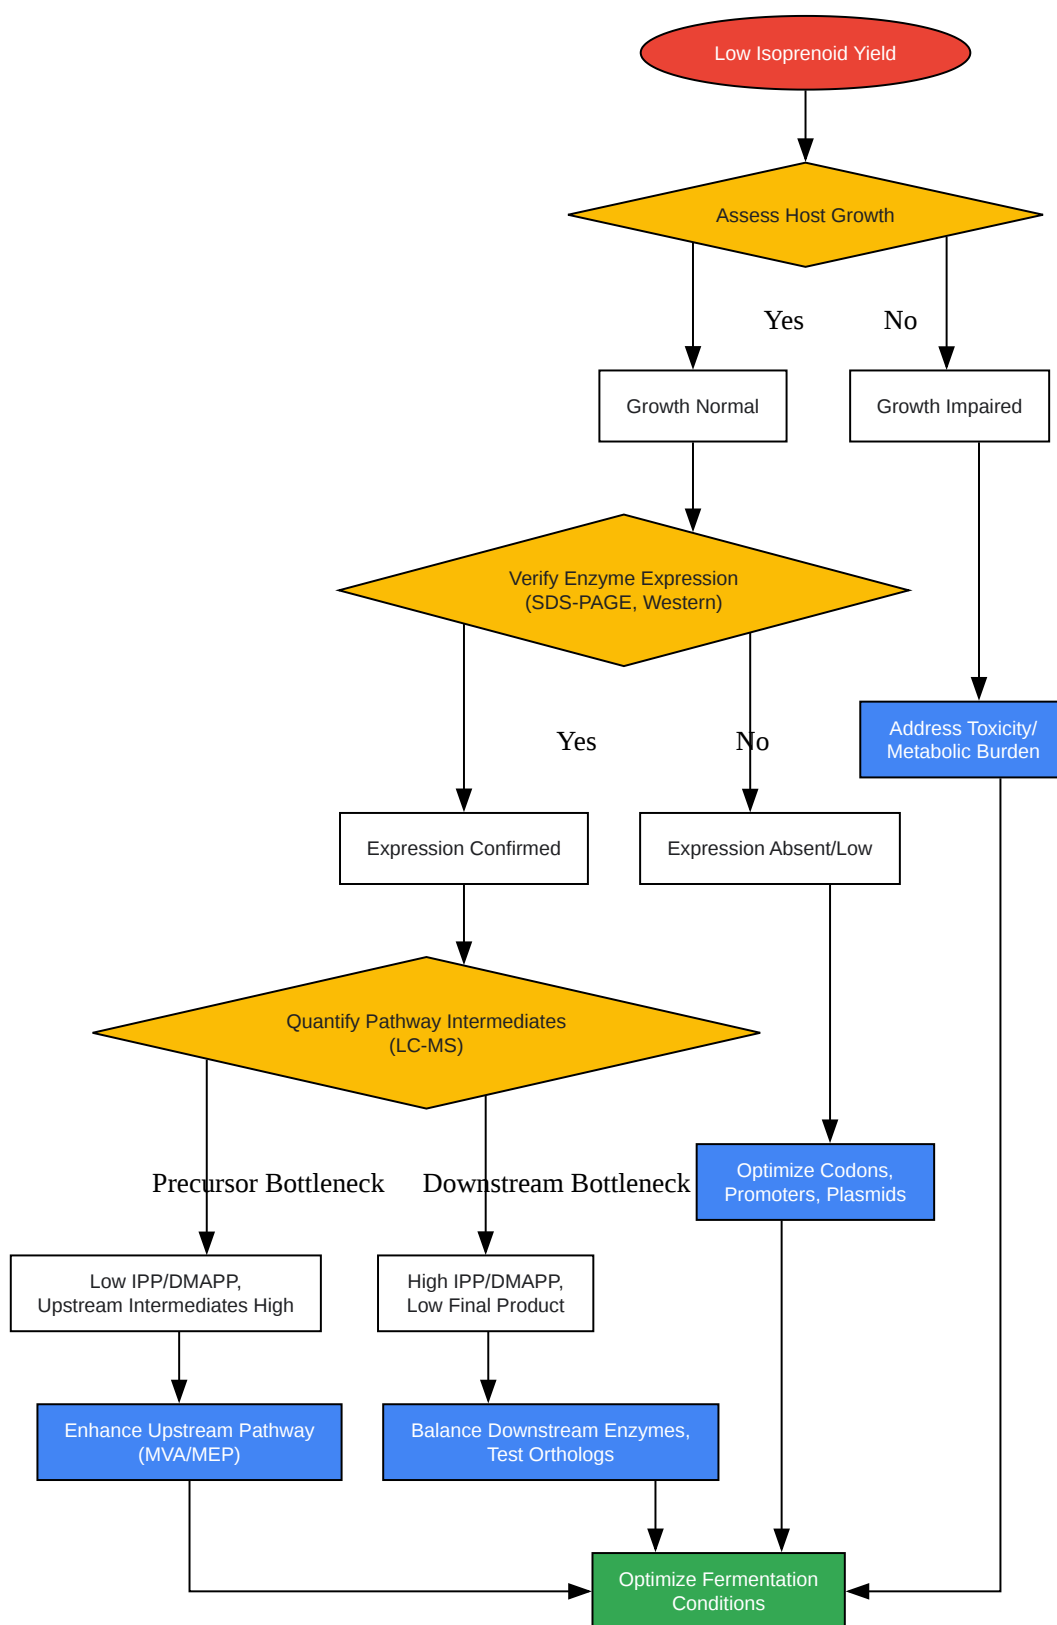 Low Isoprenoid Yield
Assess Host Growth
Yes
No
Growth Normal
Growth Impaired
Verify Enzyme Expression
(SDS-PAGE, Western)
Address Toxicity/
Metabolic Burden
Yes
No
Expression Confirmed
Expression Absent/Low
Quantify Pathway Intermediates
(LC-MS)
Precursor Bottleneck
Downstream Bottleneck
Optimize Codons,
Promoters, Plasmids
Low IPP/DMAPP,
Upstream Intermediates High
High IPP/DMAPP,
Low Final Product
Enhance Upstream Pathway
(MVA/MEP)
Balance Downstream Enzymes,
Test Orthologs
Optimize Fermentation
Conditions